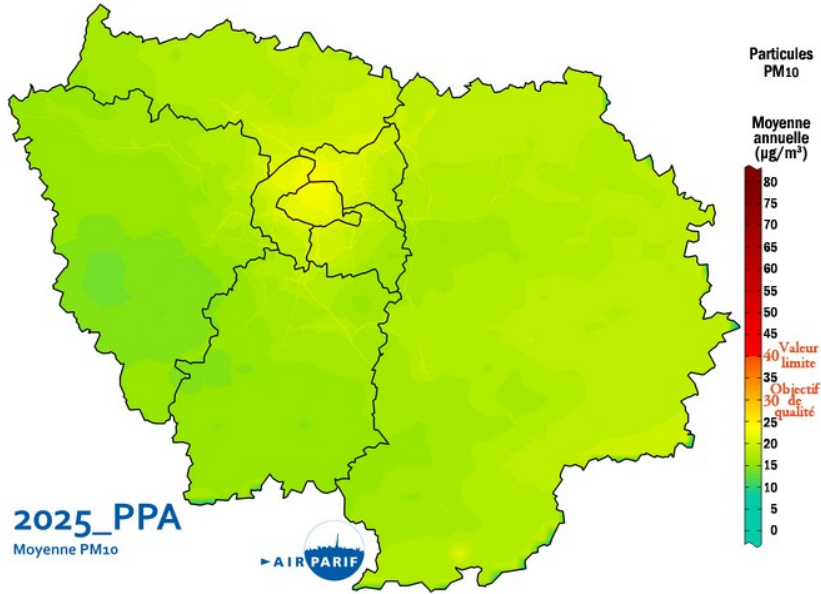 Particules
PM10
Moyenne
annuelle
(µg/m³)
80
75
70
65
60
55
50
45
40 Valeur
limite
35
Objectif
30 de
qualité
25
20
15
10
5
0
2025_PPA
Moyenne PM10
AIRPARIF